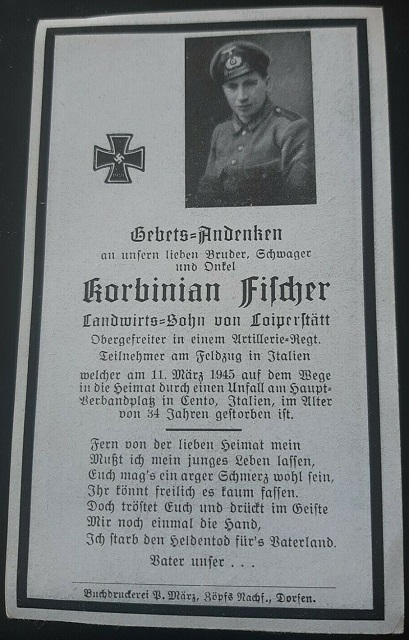 Gebets-Andenken
an unsern lieben Bruder, Schwager
und Onkel
Korbinian Fischer
Landwirts-Sohn von Loiperstätt
Obergefreiter in einem Artillerie-Regt.
Teilnehmer am Feldzug in Italien
welcher am 11. März 1945 auf dem Wege
in die Heimat durch einen Unfall am Haupt-
Verbandplatz in Cento, Italien, im Alter
von 34 Jahren gestorben ist.
Fern von der lieben Heimat mein
Mußt ich mein junges Leben lassen,
Euch mag's ein arger Schmerz wohl sein,
Ihr könnt freilich es kaum fassen.
Doch tröstet Euch und drückt im Geiste
Mir noch einmal die Hand,
Ich starb den Heldentod für's Vaterland.
Vater unser . . .
Buchdruckerei P. März, Zöpfs Nachf., Dorfen.